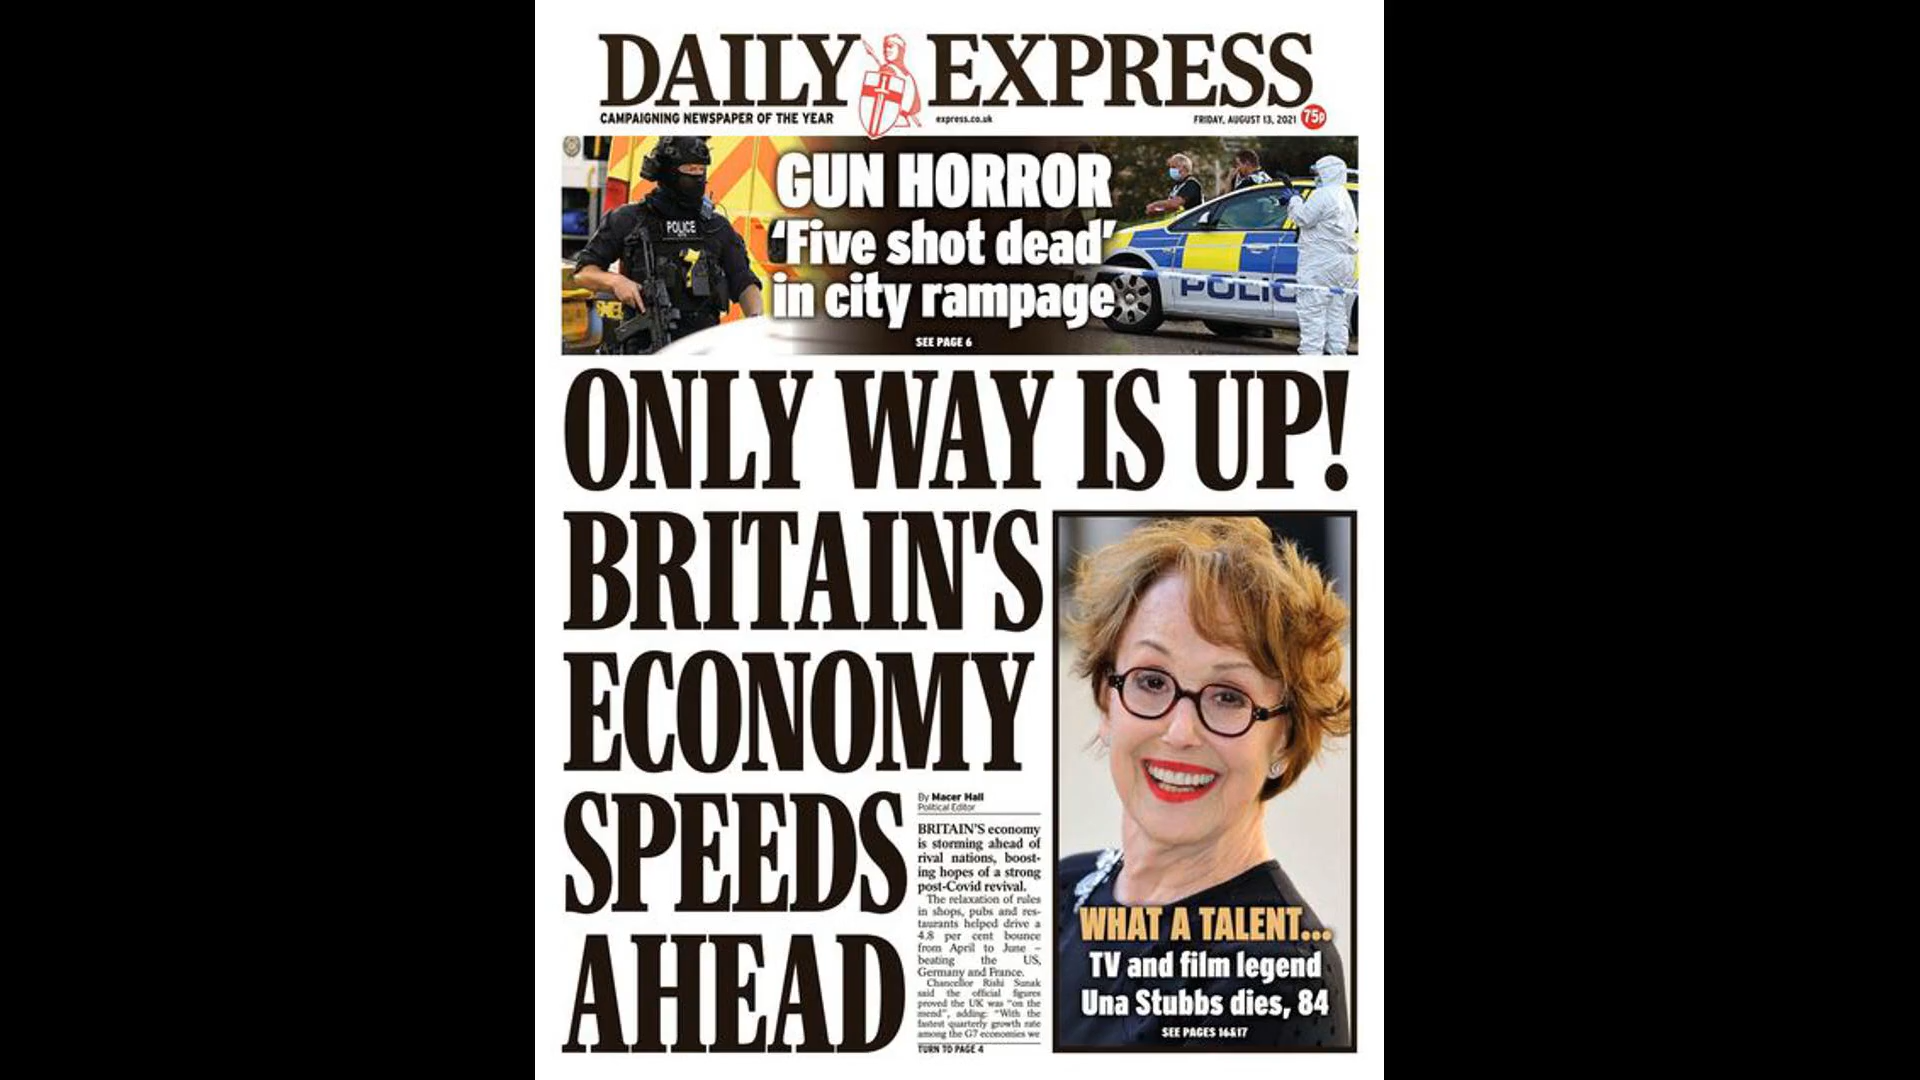 DAILY EXPRESS
CAMPAIGNING NEWSPAPER OF THE YEAR
express.co.uk
FRIDAY, AUGUST 13, 2021
75p
POLICE
GUN HORROR
'Five shot dead'
in city rampage
SEE PAGE 6
POLIC
ONLY WAY IS UP!
BRITAIN'S
ECONOMY
SPEEDS
AHEAD
By Macer Hall
Political Editor
BRITAIN'S economy
is storming ahead of
rival nations, boost-
ing hopes of a strong
post-Covid revival.
The relaxation of rules
in shops, pubs and res-
taurants helped drive a
4.8 per cent bounce
from April to June –
beating the US,
Germany and France.
Chancellor Rishi Sunak
said the official figures
proved the UK was "on the
mend", adding: "With the
fastest quarterly growth rate
among the G7 economies we
TURN TO PAGE 4
WHAT A TALENT...
TV and film legend
Una Stubbs dies, 84
SEE PAGES 16&17